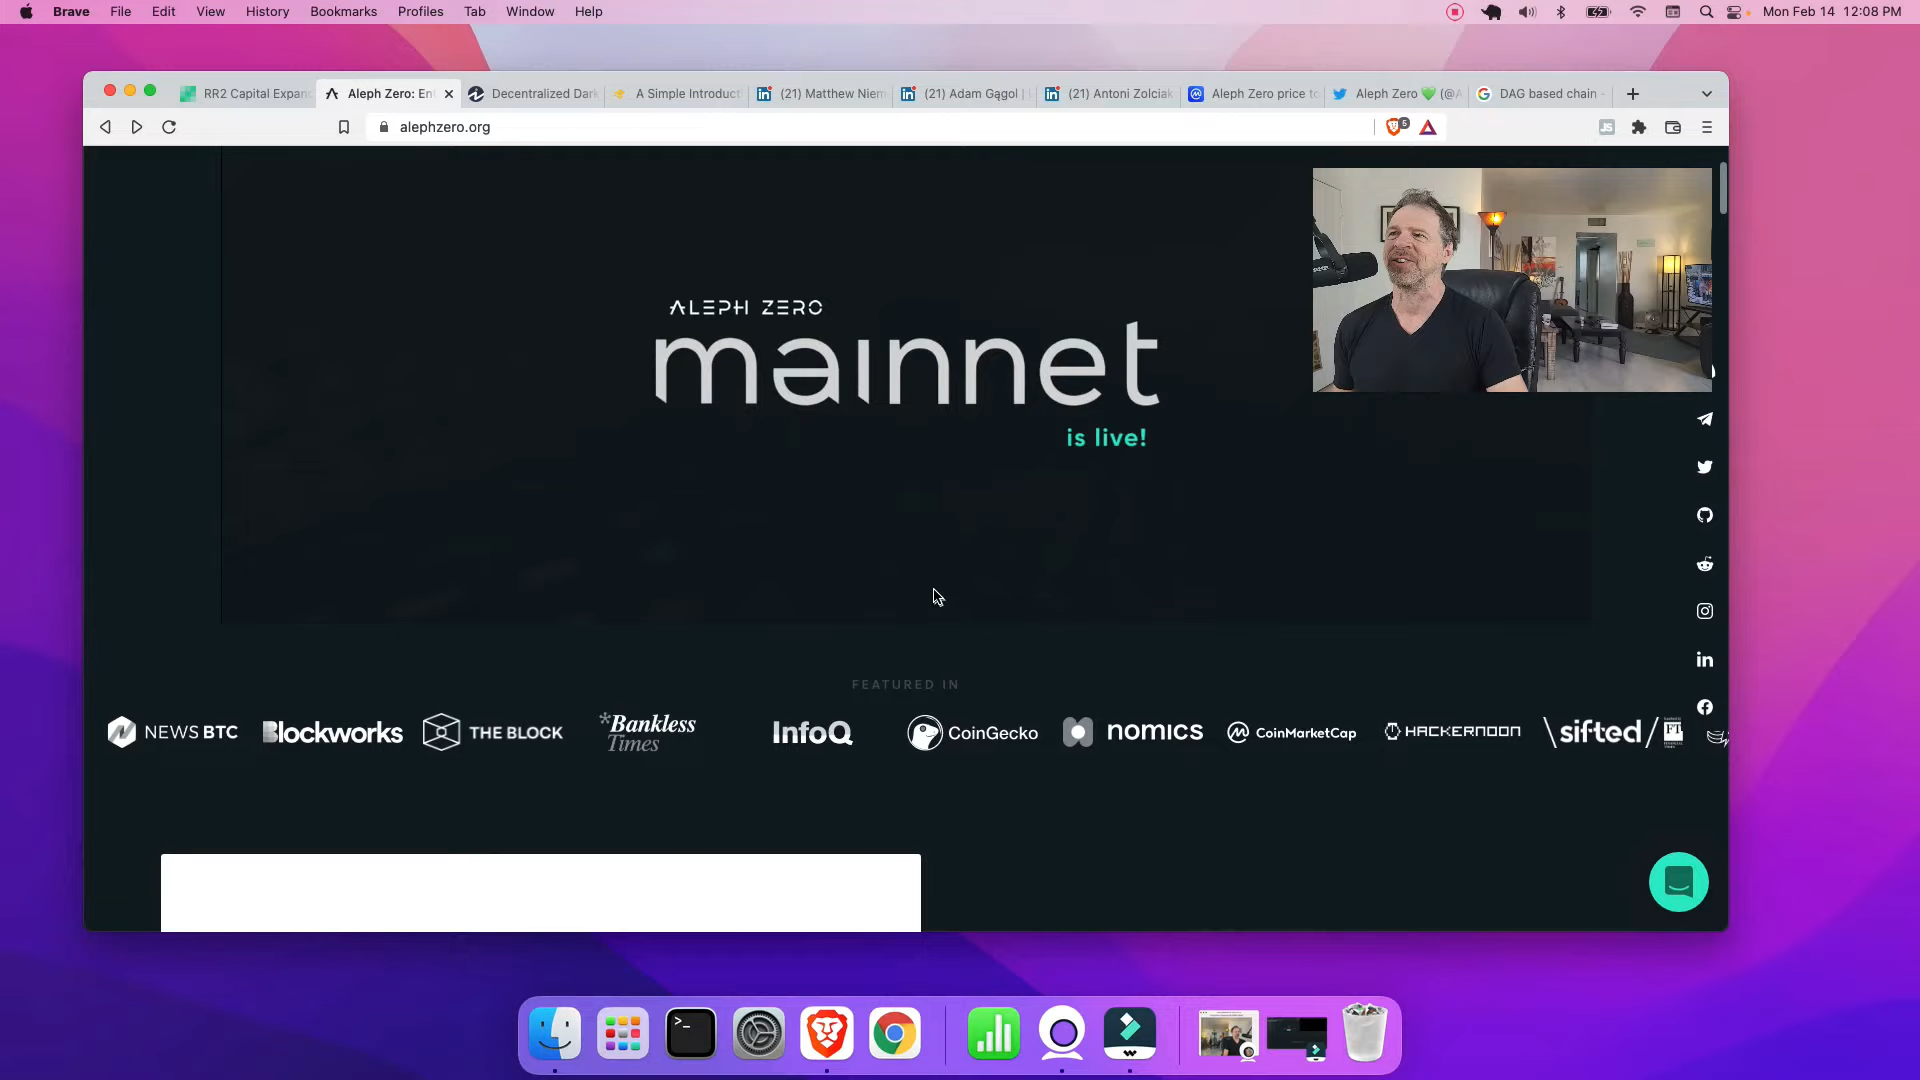 Brave File Edit View History Bookmarks Profiles Tab Window Help
Mon Feb 14 12:08 PM
RR2 Capital Expan
Aleph Zero: En
Decentralized Dark
A Simple Introduct
(21) Matthew Niem
(21) Adam Gągol |
(21) Antoni Zolciak
Aleph Zero price to
Aleph Zero 💚 (@A
DAG based chain -
alephzero.org
5
JS
ALEPH ZERO
mainnet
is live!
FEATURED IN
NEWS BTC
Blockworks
THE BLOCK
*Bankless
Times
InfoQ
CoinGecko
nomics
CoinMarketCap
HACKERNOON
\sifted/
FT